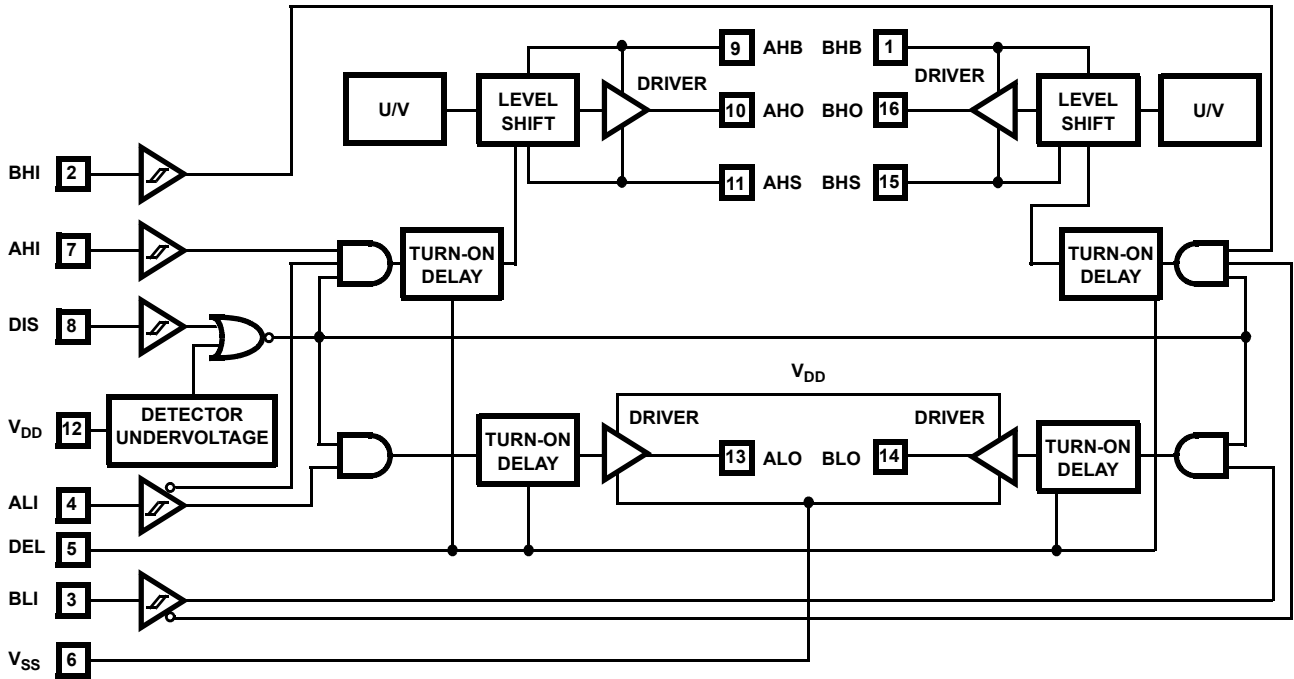 9 AHB BHB 1
DRIVER DRIVER
U/V LEVEL SHIFT 10 AHO BHO 16 LEVEL SHIFT U/V
BHI 2 11 AHS BHS 15
AHI 7 TURN-ON DELAY TURN-ON DELAY
DIS 8
V_DD
V_DD 12 DETECTOR UNDERVOLTAGE
DRIVER DRIVER
TURN-ON DELAY 13 ALO BLO 14 TURN-ON DELAY
ALI 4
DEL 5
BLI 3
V_SS 6